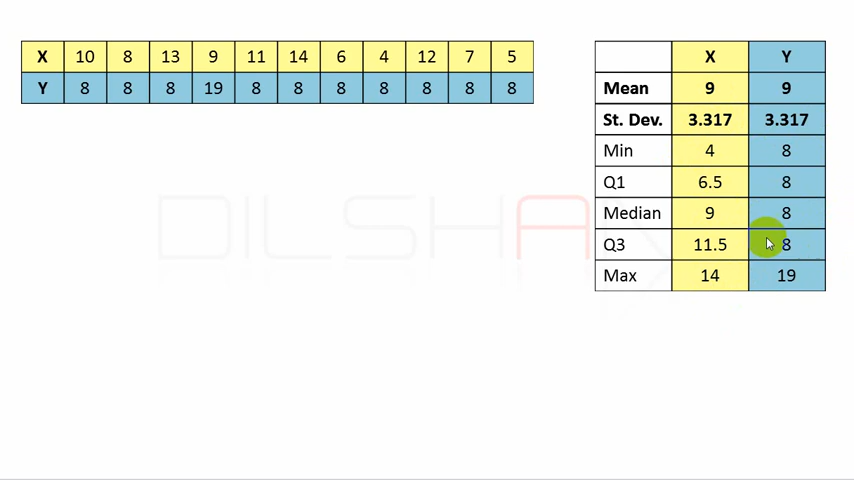 X 10 8 13 9 11 14 6 4 12 7 5
Y 8 8 8 19 8 8 8 8 8 8 8
X Y
Mean 9 9
St. Dev. 3.317 3.317
Min 4 8
Q1 6.5 8
Median 9 8
Q3 11.5 8
Max 14 19